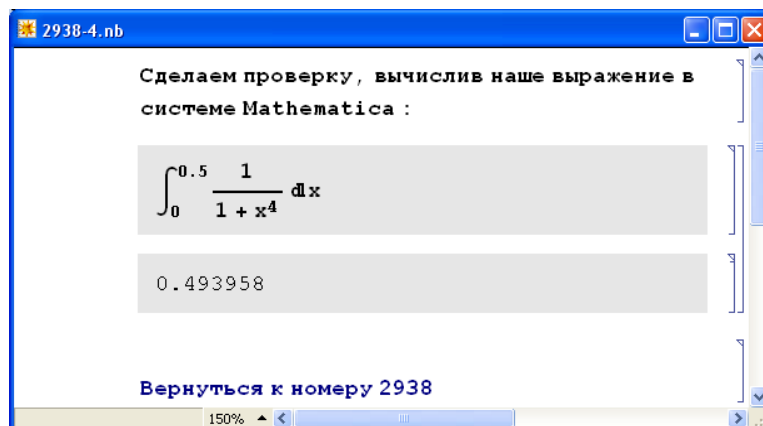 2938-4.nb
Сделаем проверку, вычислив наше выражение в
системе Mathematica :
∫₀^0.5 1/(1 + x⁴) ⅆx
0.493958
Вернуться к номеру 2938
150%